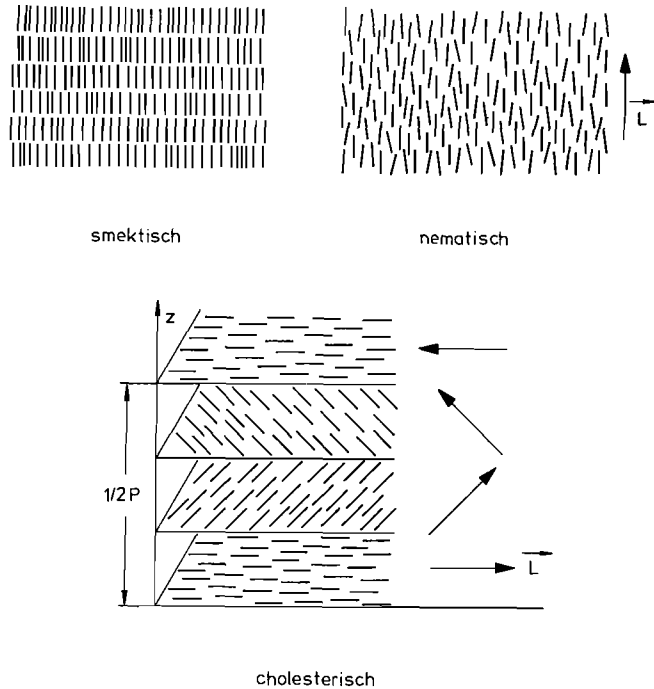 L
smektisch
nematisch
z
1/2 P
L
cholesterisch